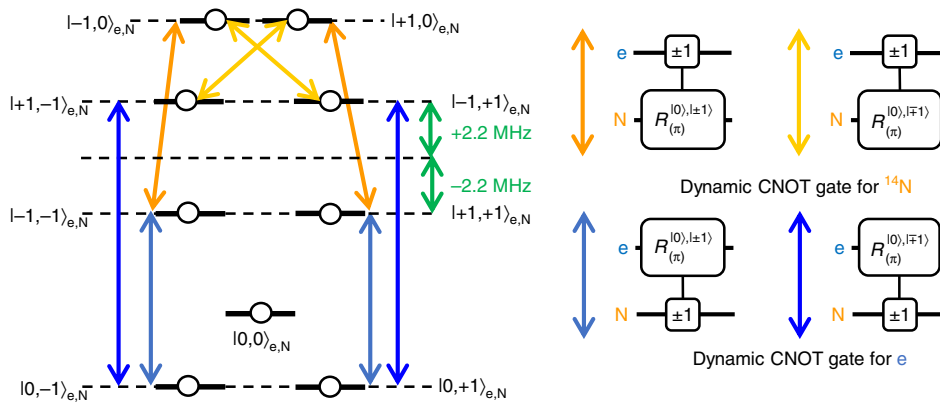 |−1,0⟩e,N
|+1,0⟩e,N
|+1,−1⟩e,N
|−1,+1⟩e,N
+2.2 MHz
−2.2 MHz
|−1,−1⟩e,N
|+1,+1⟩e,N
|0,0⟩e,N
|0,−1⟩e,N
|0,+1⟩e,N
e ±1
N R(π)|0⟩,|±1⟩
±1
R(π)|0⟩,|∓1⟩
Dynamic CNOT gate for 14N
e R(π)|0⟩,|±1⟩
N ±1
e R(π)|0⟩,|∓1⟩
N ±1
Dynamic CNOT gate for e